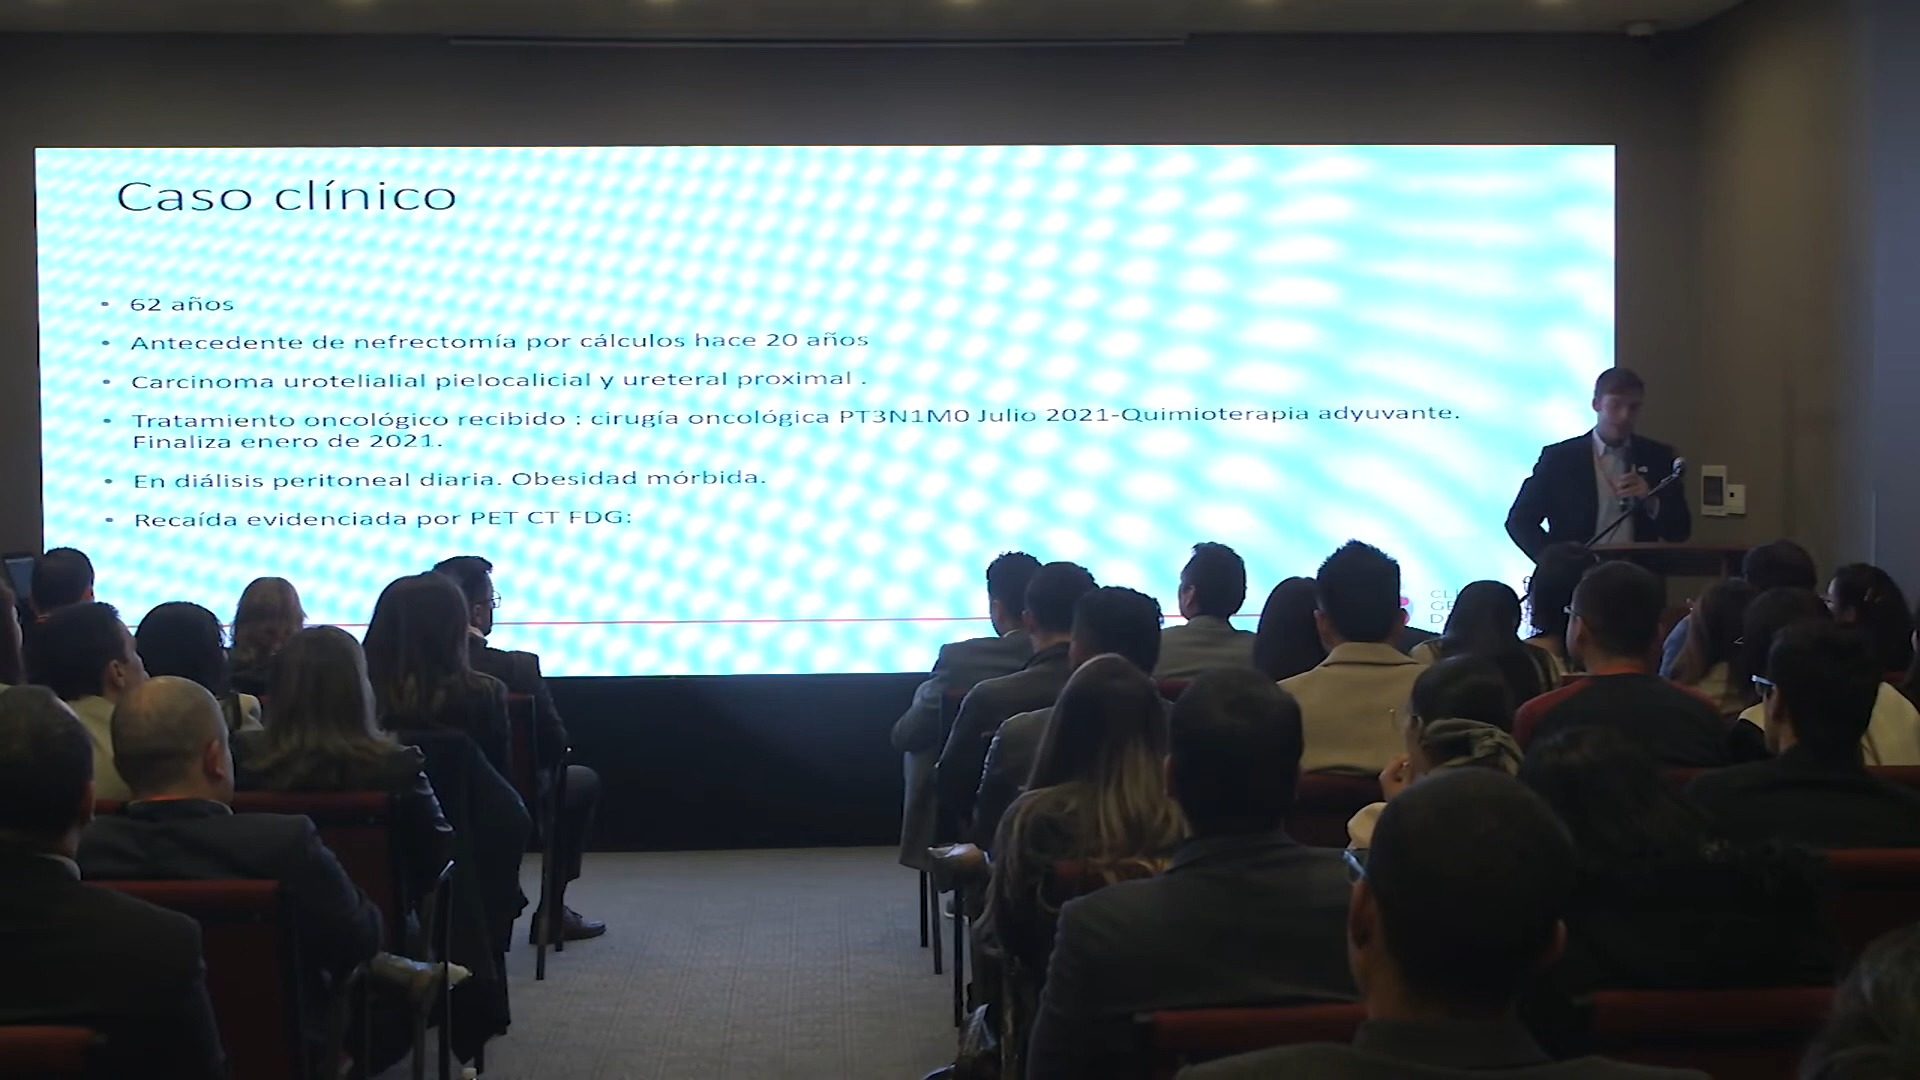 Caso clínico
• 62 años
• Antecedente de nefrectomía por cálculos hace 20 años
• Carcinoma urotelialial pielocalicial y ureteral proximal .
• Tratamiento oncológico recibido : cirugía oncológica PT3N1M0 Julio 2021-Quimioterapia adyuvante.
Finaliza enero de 2021.
• En diálisis peritoneal diaria. Obesidad mórbida.
• Recaída evidenciada por PET CT FDG: